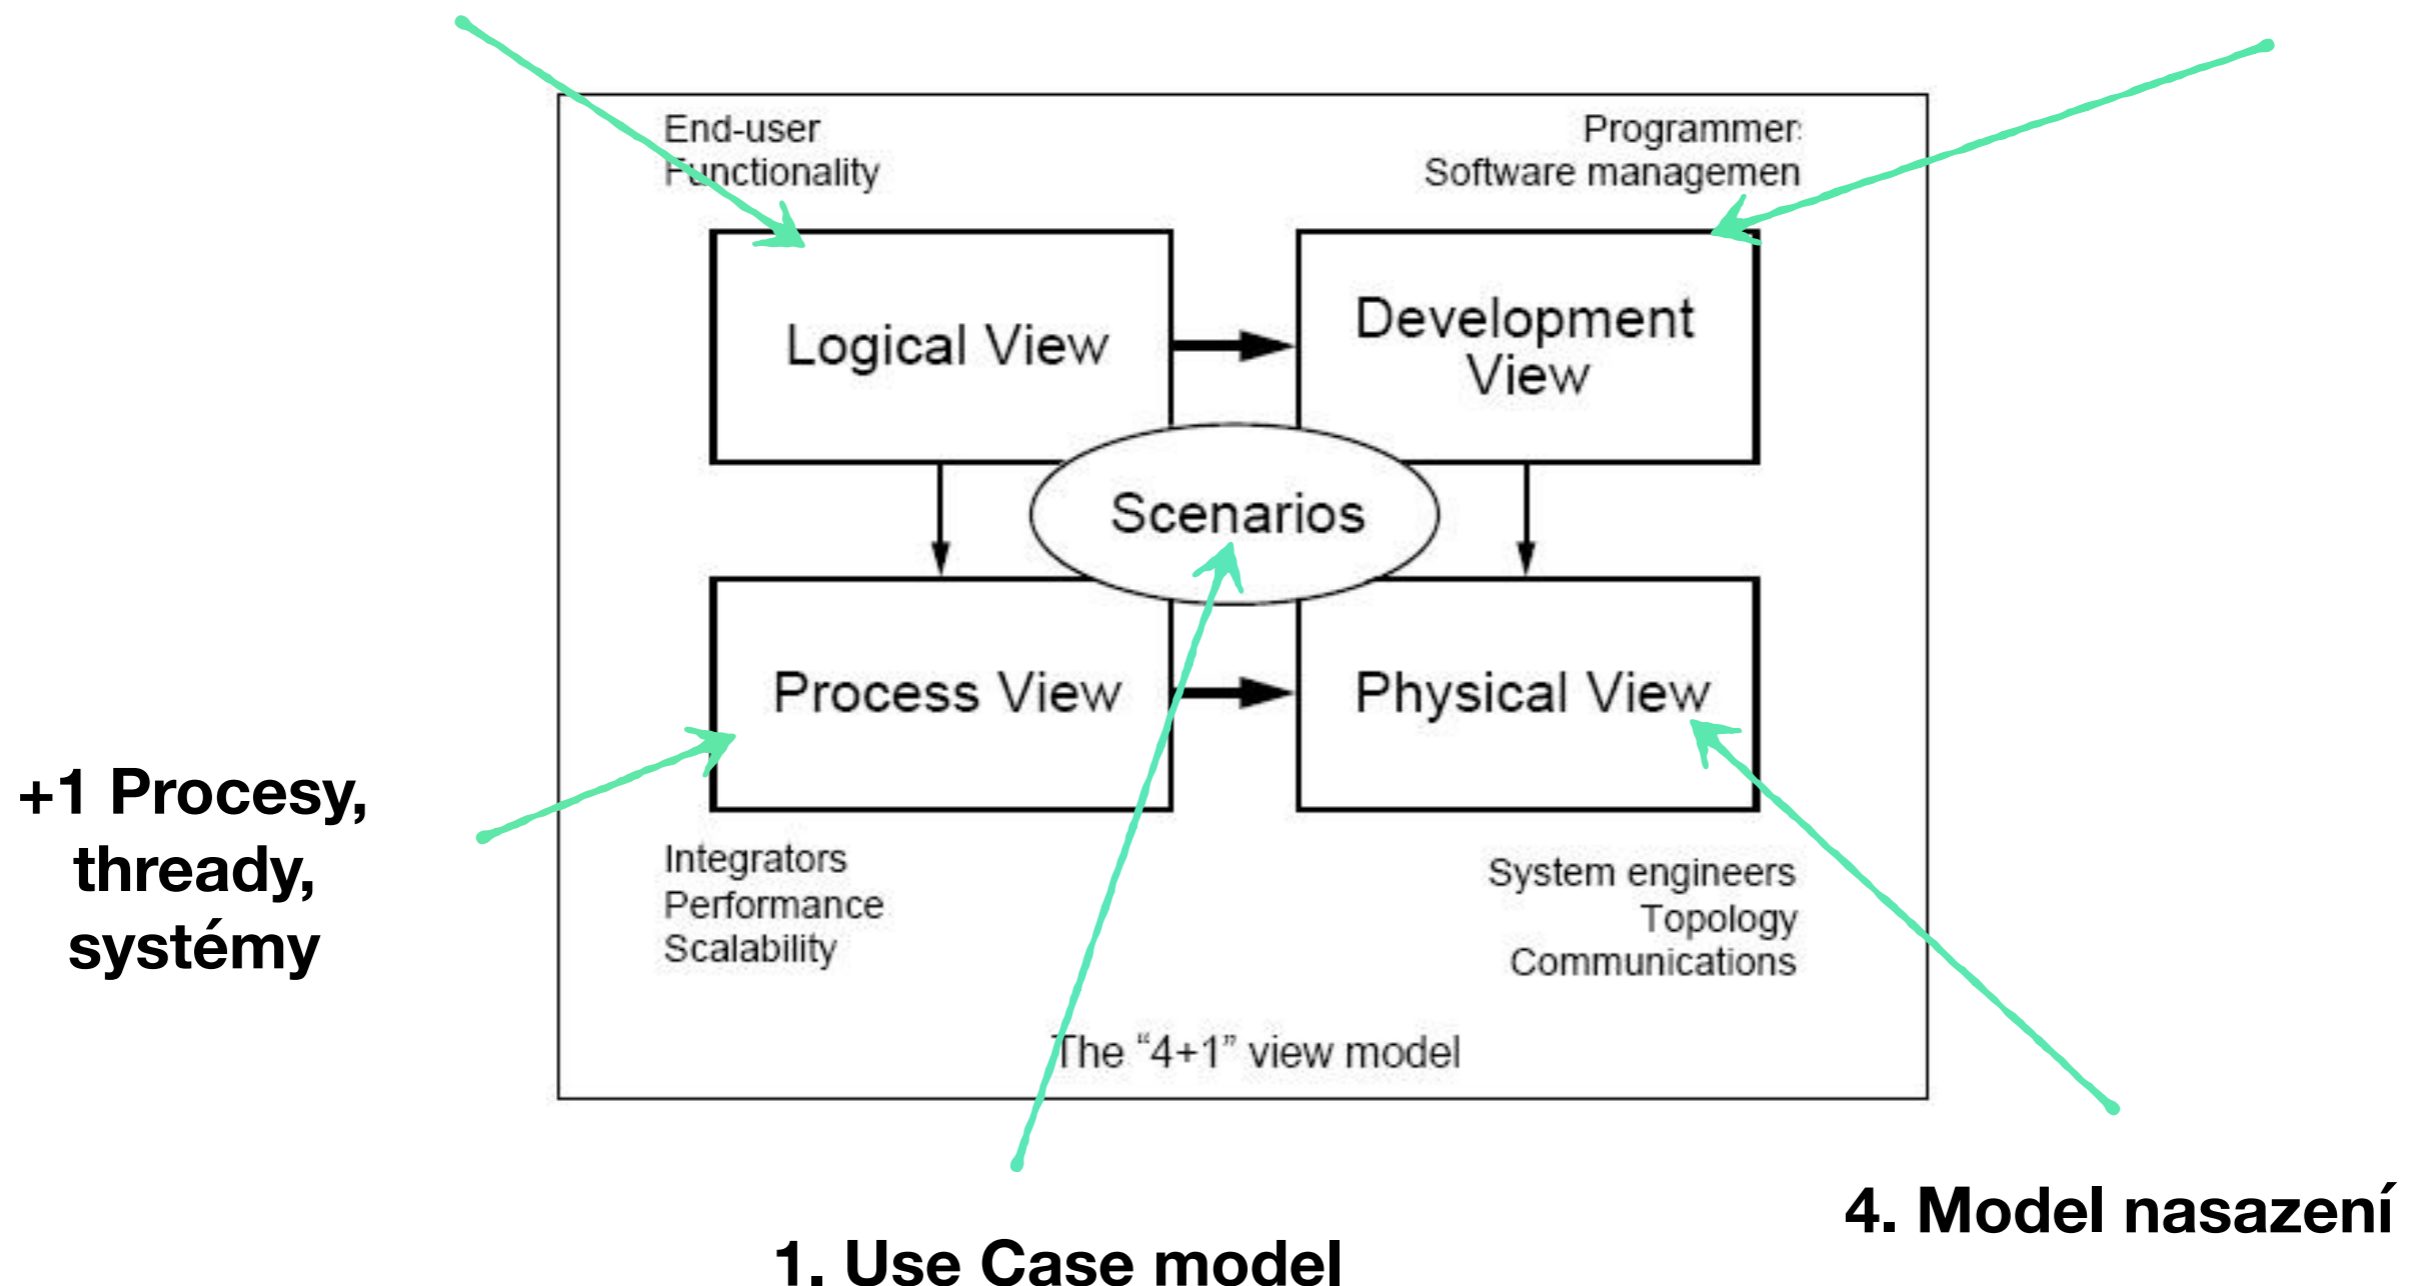 End-user
Functionality
Programmer
Software managemen
Logical View
Development
View
Scenarios
Process View
Physical View
+1 Procesy,
thready,
systémy
Integrators
Performance
Scalability
System engineers
Topology
Communications
The “4+1” view model
4. Model nasazení
1. Use Case model